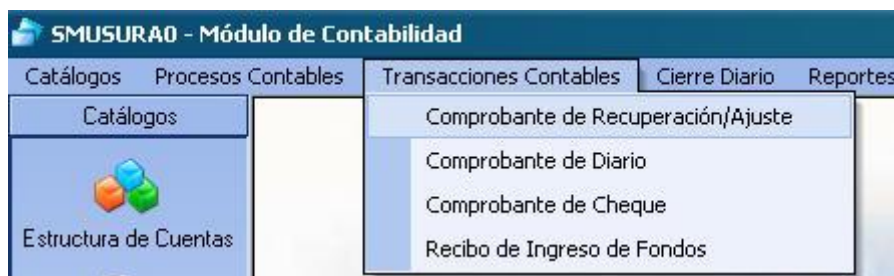 SMUSURA0 - Módulo de Contabilidad
Catálogos Procesos Contables Transacciones Contables Cierre Diario Reportes
Catálogos
Comprobante de Recuperación/Ajuste
Comprobante de Diario
Comprobante de Cheque
Estructura de Cuentas
Recibo de Ingreso de Fondos